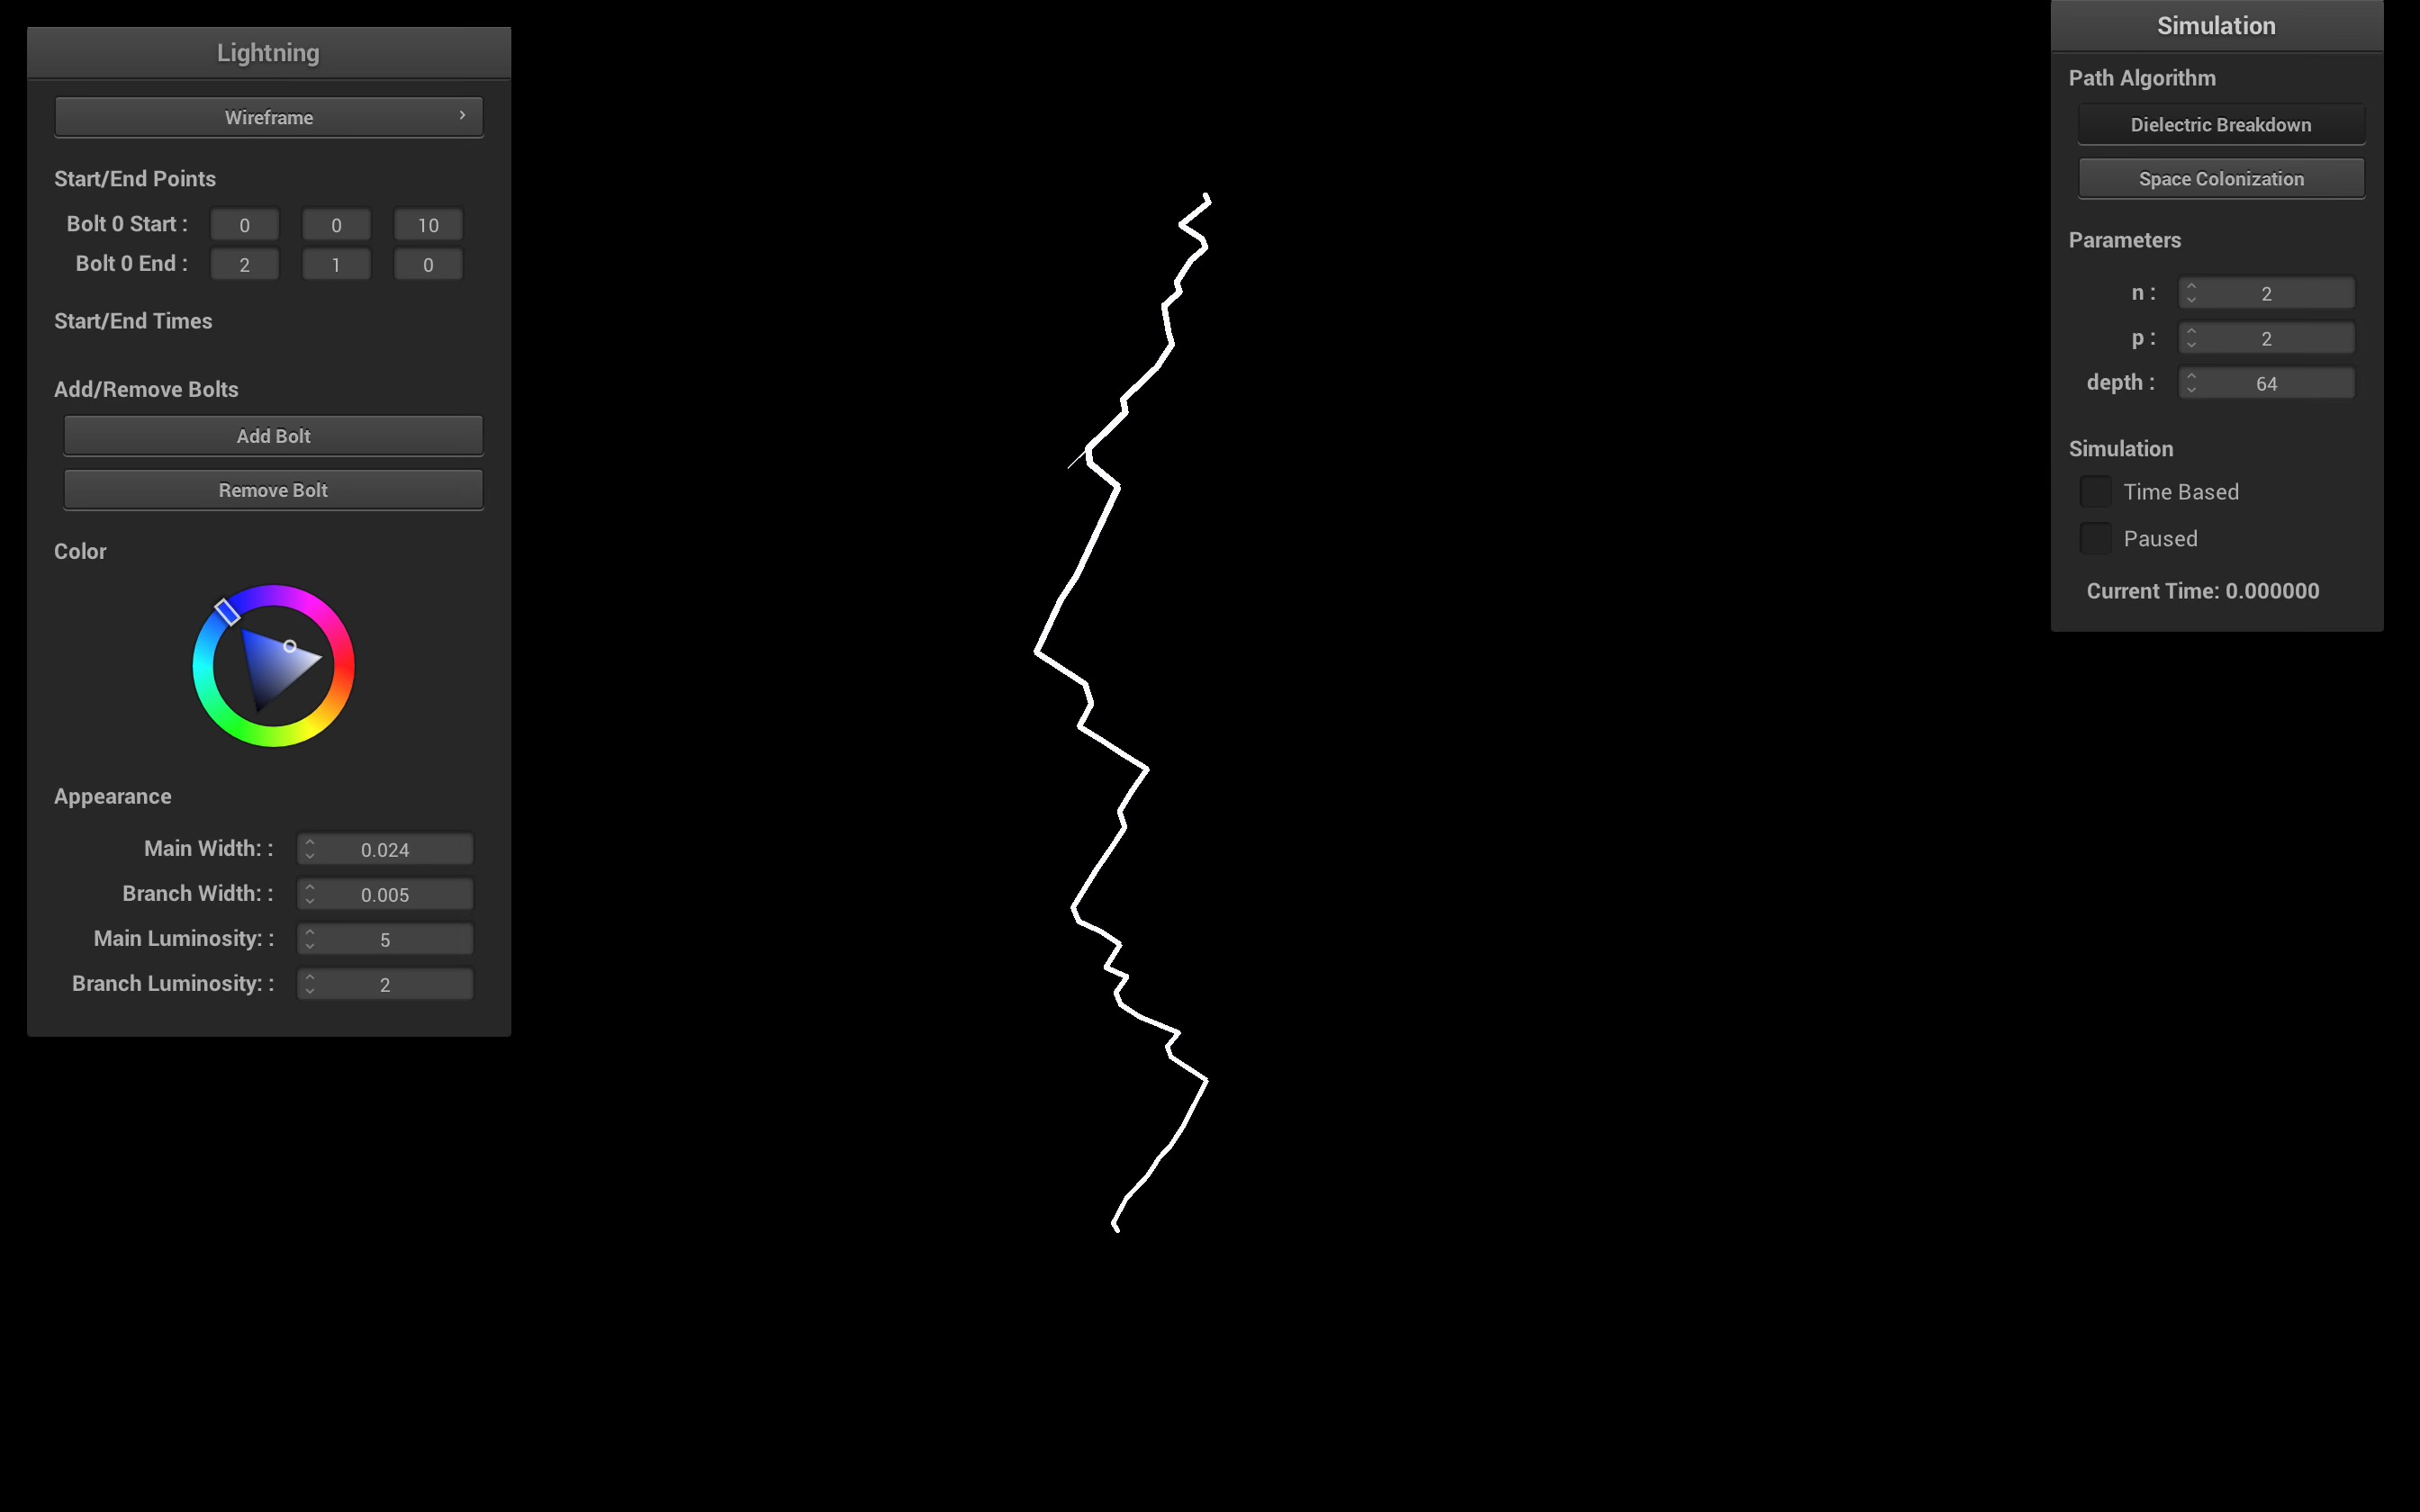 Lightning
Wireframe
Start/End Points
Bolt 0 Start : 0 0 10
Bolt 0 End : 2 1 0
Start/End Times
Add/Remove Bolts
Add Bolt
Remove Bolt
Color
Appearance
Main Width: : 0.024
Branch Width: : 0.005
Main Luminosity: : 5
Branch Luminosity: : 2
Simulation
Path Algorithm
Dielectric Breakdown
Space Colonization
Parameters
n : 2
p : 2
depth : 64
Simulation
Time Based
Paused
Current Time: 0.000000